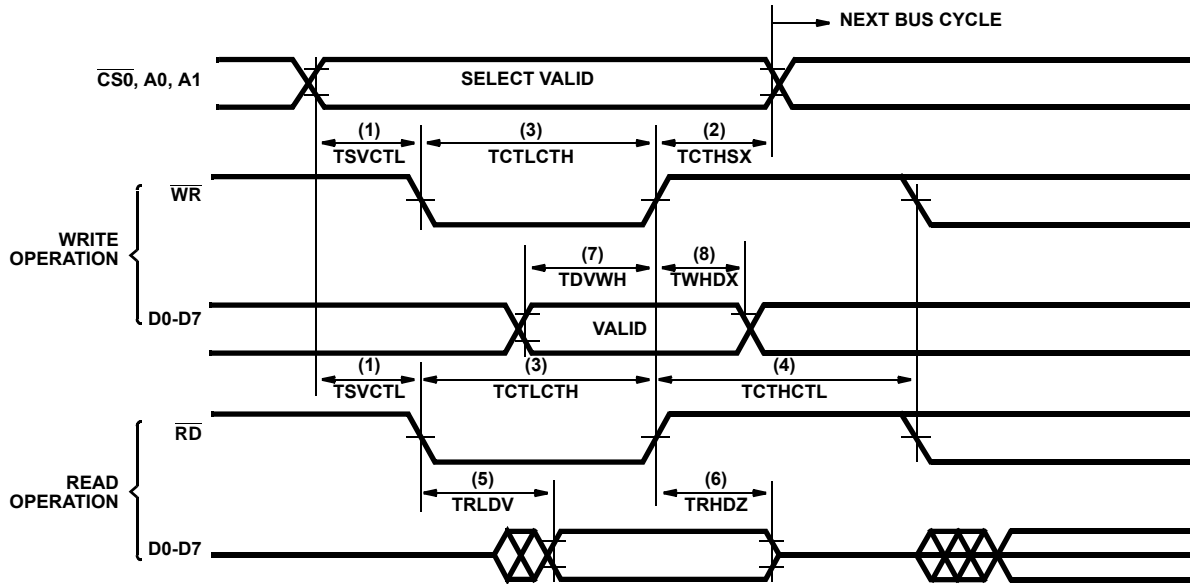 NEXT BUS CYCLE
CS0, A0, A1
SELECT VALID
(1) (3) (2)
TSVCTL TCTLCTH TCTHSX
WR
WRITE
OPERATION
(7) (8)
TDVWH TWHDX
D0-D7
VALID
(1) (3) (4)
TSVCTL TCTLCTH TCTHCTL
RD
READ
OPERATION
(5) (6)
TRLDV TRHDZ
D0-D7